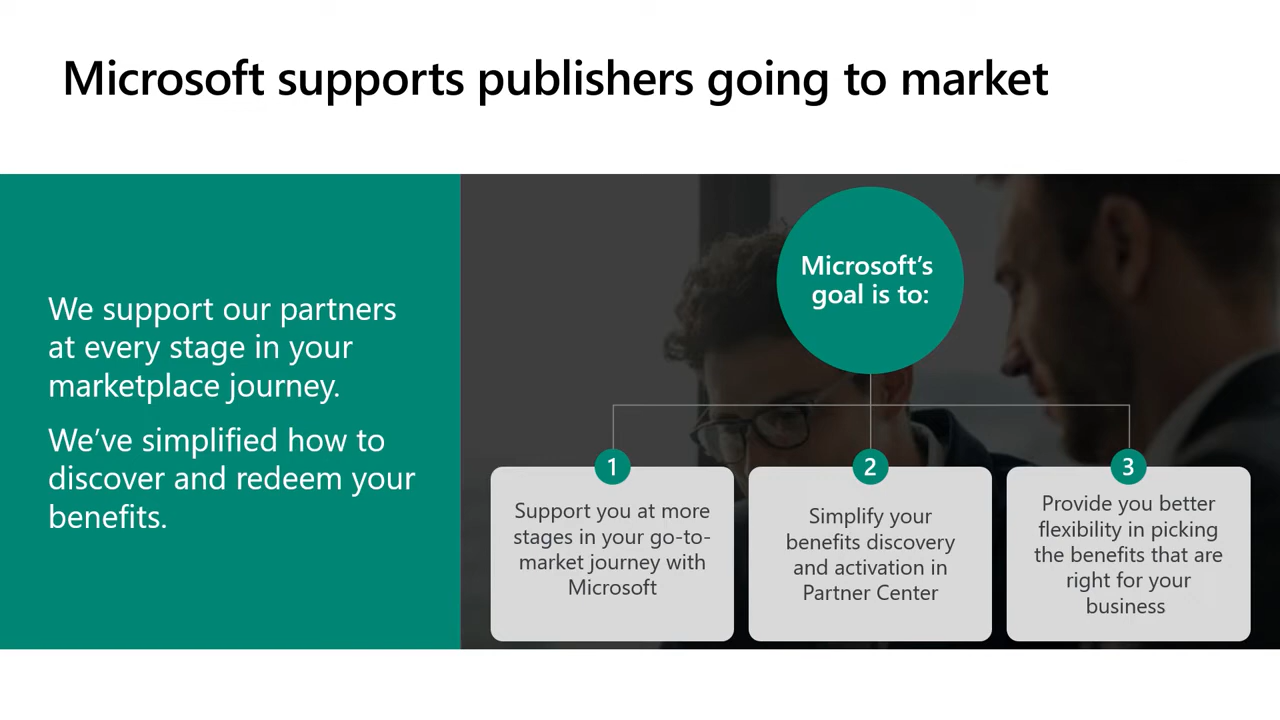 Microsoft supports publishers going to market
We support our partners
at every stage in your
marketplace journey.
We’ve simplified how to
discover and redeem your
benefits.
Microsoft’s
goal is to:
1
Support you at more
stages in your go-to-
market journey with
Microsoft
2
Simplify your
benefits discovery
and activation in
Partner Center
3
Provide you better
flexibility in picking
the benefits that are
right for your
business